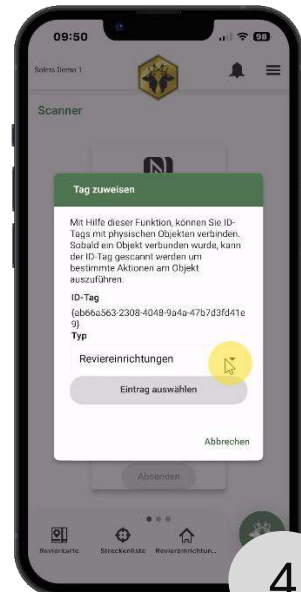 09:50
98
Soless Demo 1
Scanner
Tag zuweisen
Mit Hilfe dieser Funktion, können Sie ID-
Tags mit physischen Objekten verbinden.
Sobald ein Objekt verbunden wurde, kann
der ID-Tag gescannt werden um
bestimmte Aktionen am Objekt
auszuführen.
ID-Tag
{ab66a563-2308-4048-9a4a-47b7d3fd41e
9}
Typ
Reviereinrichtungen
Eintrag auswählen
Abbrechen
Absenden
Revierkarte Streckenliste Reviereinrichtun...
4